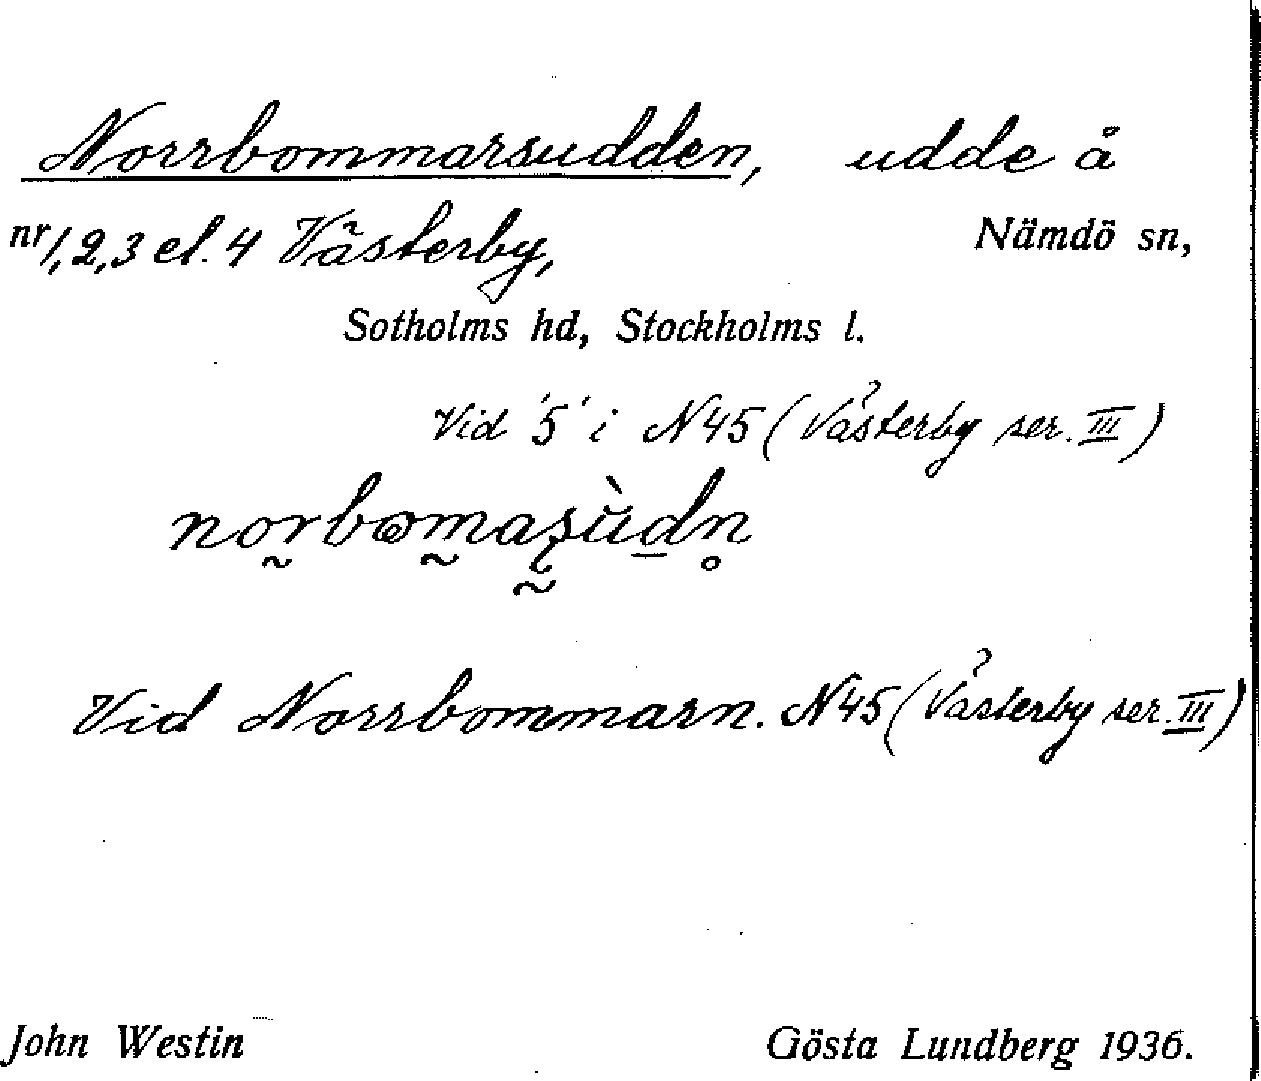 Norrbommarsudden, udde å
nr 1, 2, 3 el. 4 Västerby, Nämdö sn,
Sotholms hd, Stockholms l.
Vid '5' i N45 (Västerby ser. III)
Vid Norrbommarn. N45 (Västerby ser. III)
John Westin Gösta Lundberg 1936.